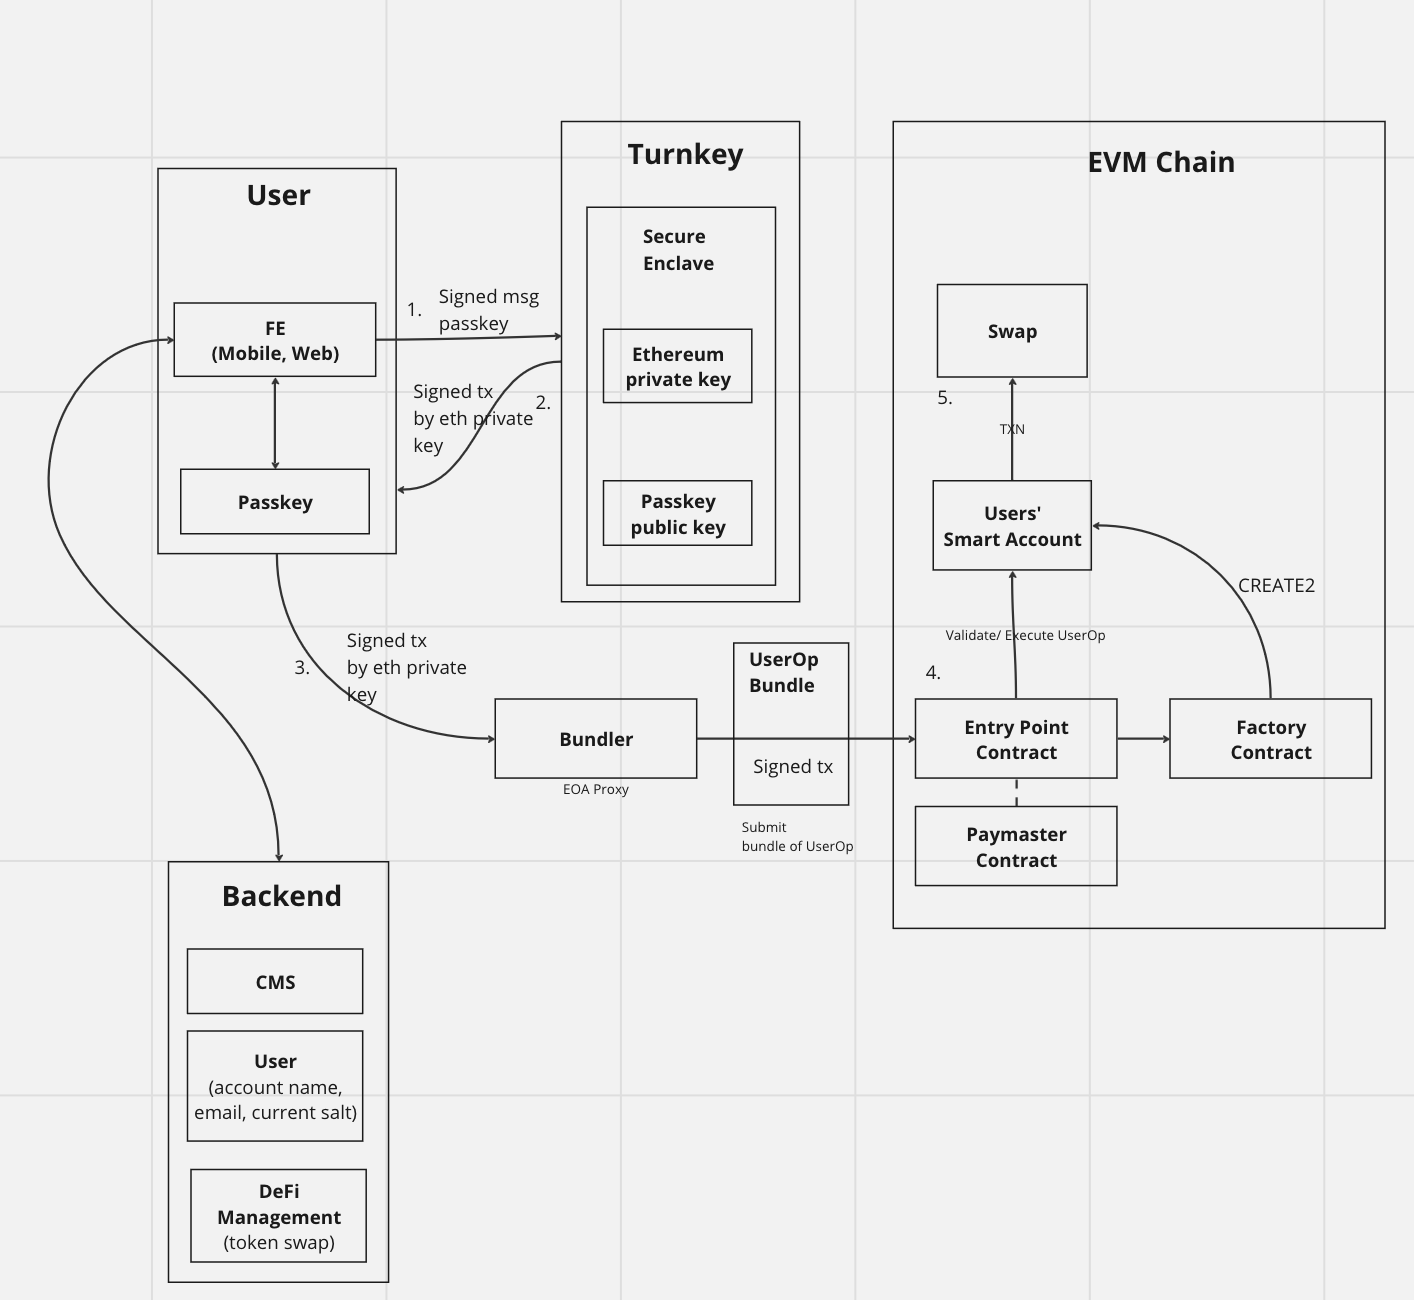 User
FE
(Mobile, Web)
Passkey
1.
Signed msg
passkey
Signed tx
by eth private
key
2.
Turnkey
Secure
Enclave
Ethereum
private key
Passkey
public key
3.
Signed tx
by eth private
key
Bundler
EOA Proxy
UserOp
Bundle
Signed tx
Submit
bundle of UserOp
EVM Chain
Swap
5.
TXN
Users'
Smart Account
CREATE2
Validate/ Execute UserOp
4.
Entry Point
Contract
Factory
Contract
Paymaster
Contract
Backend
CMS
User
(account name,
email, current salt)
DeFi
Management
(token swap)